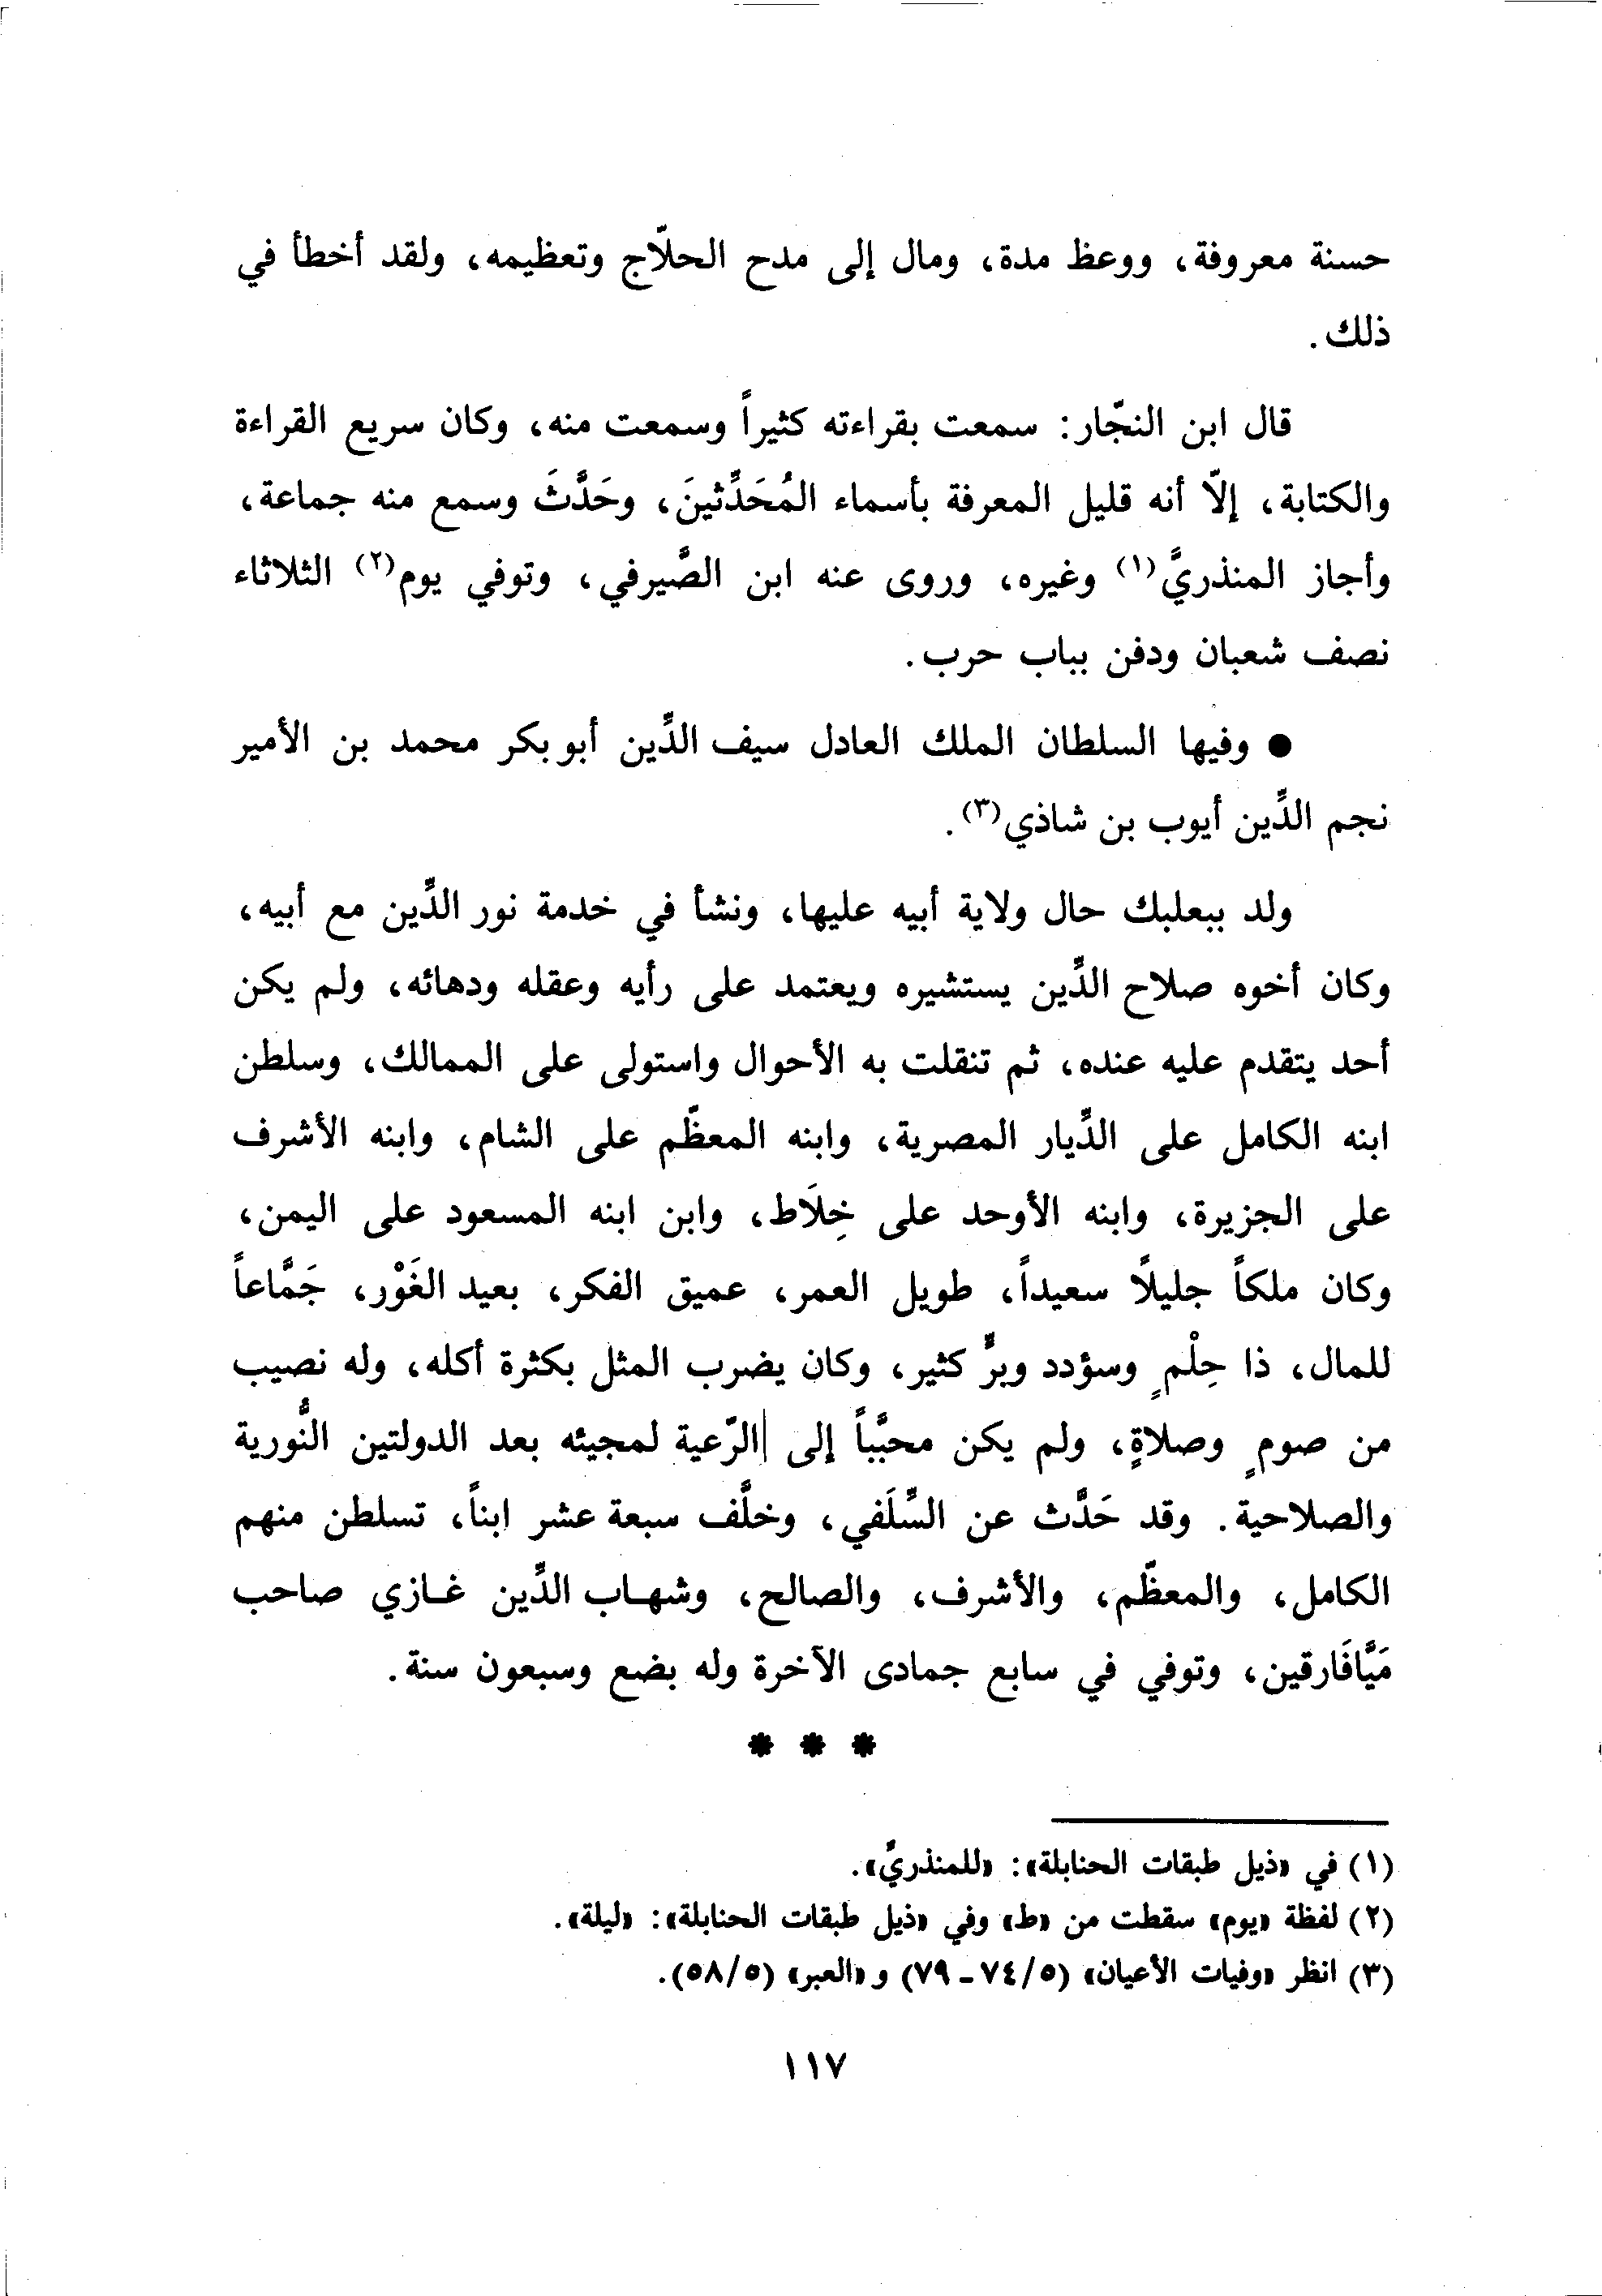 حسنة معروفة، ووعظ مدة، ومال إلى مدح الحلّاج وتعظيمه، ولقد أخطأ في
ذلك.
قال ابن النجّار: سمعت بقراءته كثيراً وسمعت منه، وكان سريع القراءة
والكتابة، إلّا أنه قليل المعرفة بأسماء المُحَدِّثينَ، وحَدَّثَ وسمع منه جماعة،
وأجاز المنذريَّ(١) وغيره، وروى عنه ابن الصَّيرفي، وتوفي يوم(٢) الثلاثاء
نصف شعبان ودفن بباب حرب.
● وفيها السلطان الملك العادل سيف الدِّين أبو بكر محمد بن الأمير
نجم الدِّين أيوب بن شاذي(٣).
ولد ببعلبك حال ولاية أبيه عليها، ونشأ في خدمة نور الدِّين مع أبيه،
وكان أخوه صلاح الدِّين يستشيره ويعتمد على رأيه وعقله ودهائه، ولم يكن
أحد يتقدم عليه عنده، ثم تنقلت به الأحوال واستولى على الممالك، وسلطن
ابنه الكامل على الدِّيار المصرية، وابنه المعظّم على الشام، وابنه الأشرف
على الجزيرة، وابنه الأوحد على خِلَاط، وابن ابنه المسعود على اليمن،
وكان ملكاً جليلًا سعيداً، طويل العمر، عميق الفكر، بعيد الغَوْر، جَمَّاعاً
للمال، ذا حِلْمٍ وسؤدد وبرٍّ كثير، وكان يضرب المثل بكثرة أكله، وله نصيب
من صومٍ وصلاةٍ، ولم يكن محبَّباً إلى الرّعية لمجيئه بعد الدولتين النُّورية
والصلاحية. وقد حَدَّث عن السِّلَفي، وخلَّف سبعة عشر ابناً، تسلطن منهم
الكامل، والمعظّم، والأشرف، والصالح، وشهاب الدِّين غازي صاحب
مَيَّافَارقين، وتوفي في سابع جمادى الآخرة وله بضع وسبعون سنة.
* * *
(١) في «ذيل طبقات الحنابلة»: «للمنذريِّ».
(٢) لفظة «يوم» سقطت من «ط» وفي «ذيل طبقات الحنابلة»: «ليلة».
(٣) انظر «وفيات الأعيان» (٥/٧٤ - ٧٩) و«العبر» (٥/٥٨).
١١٧